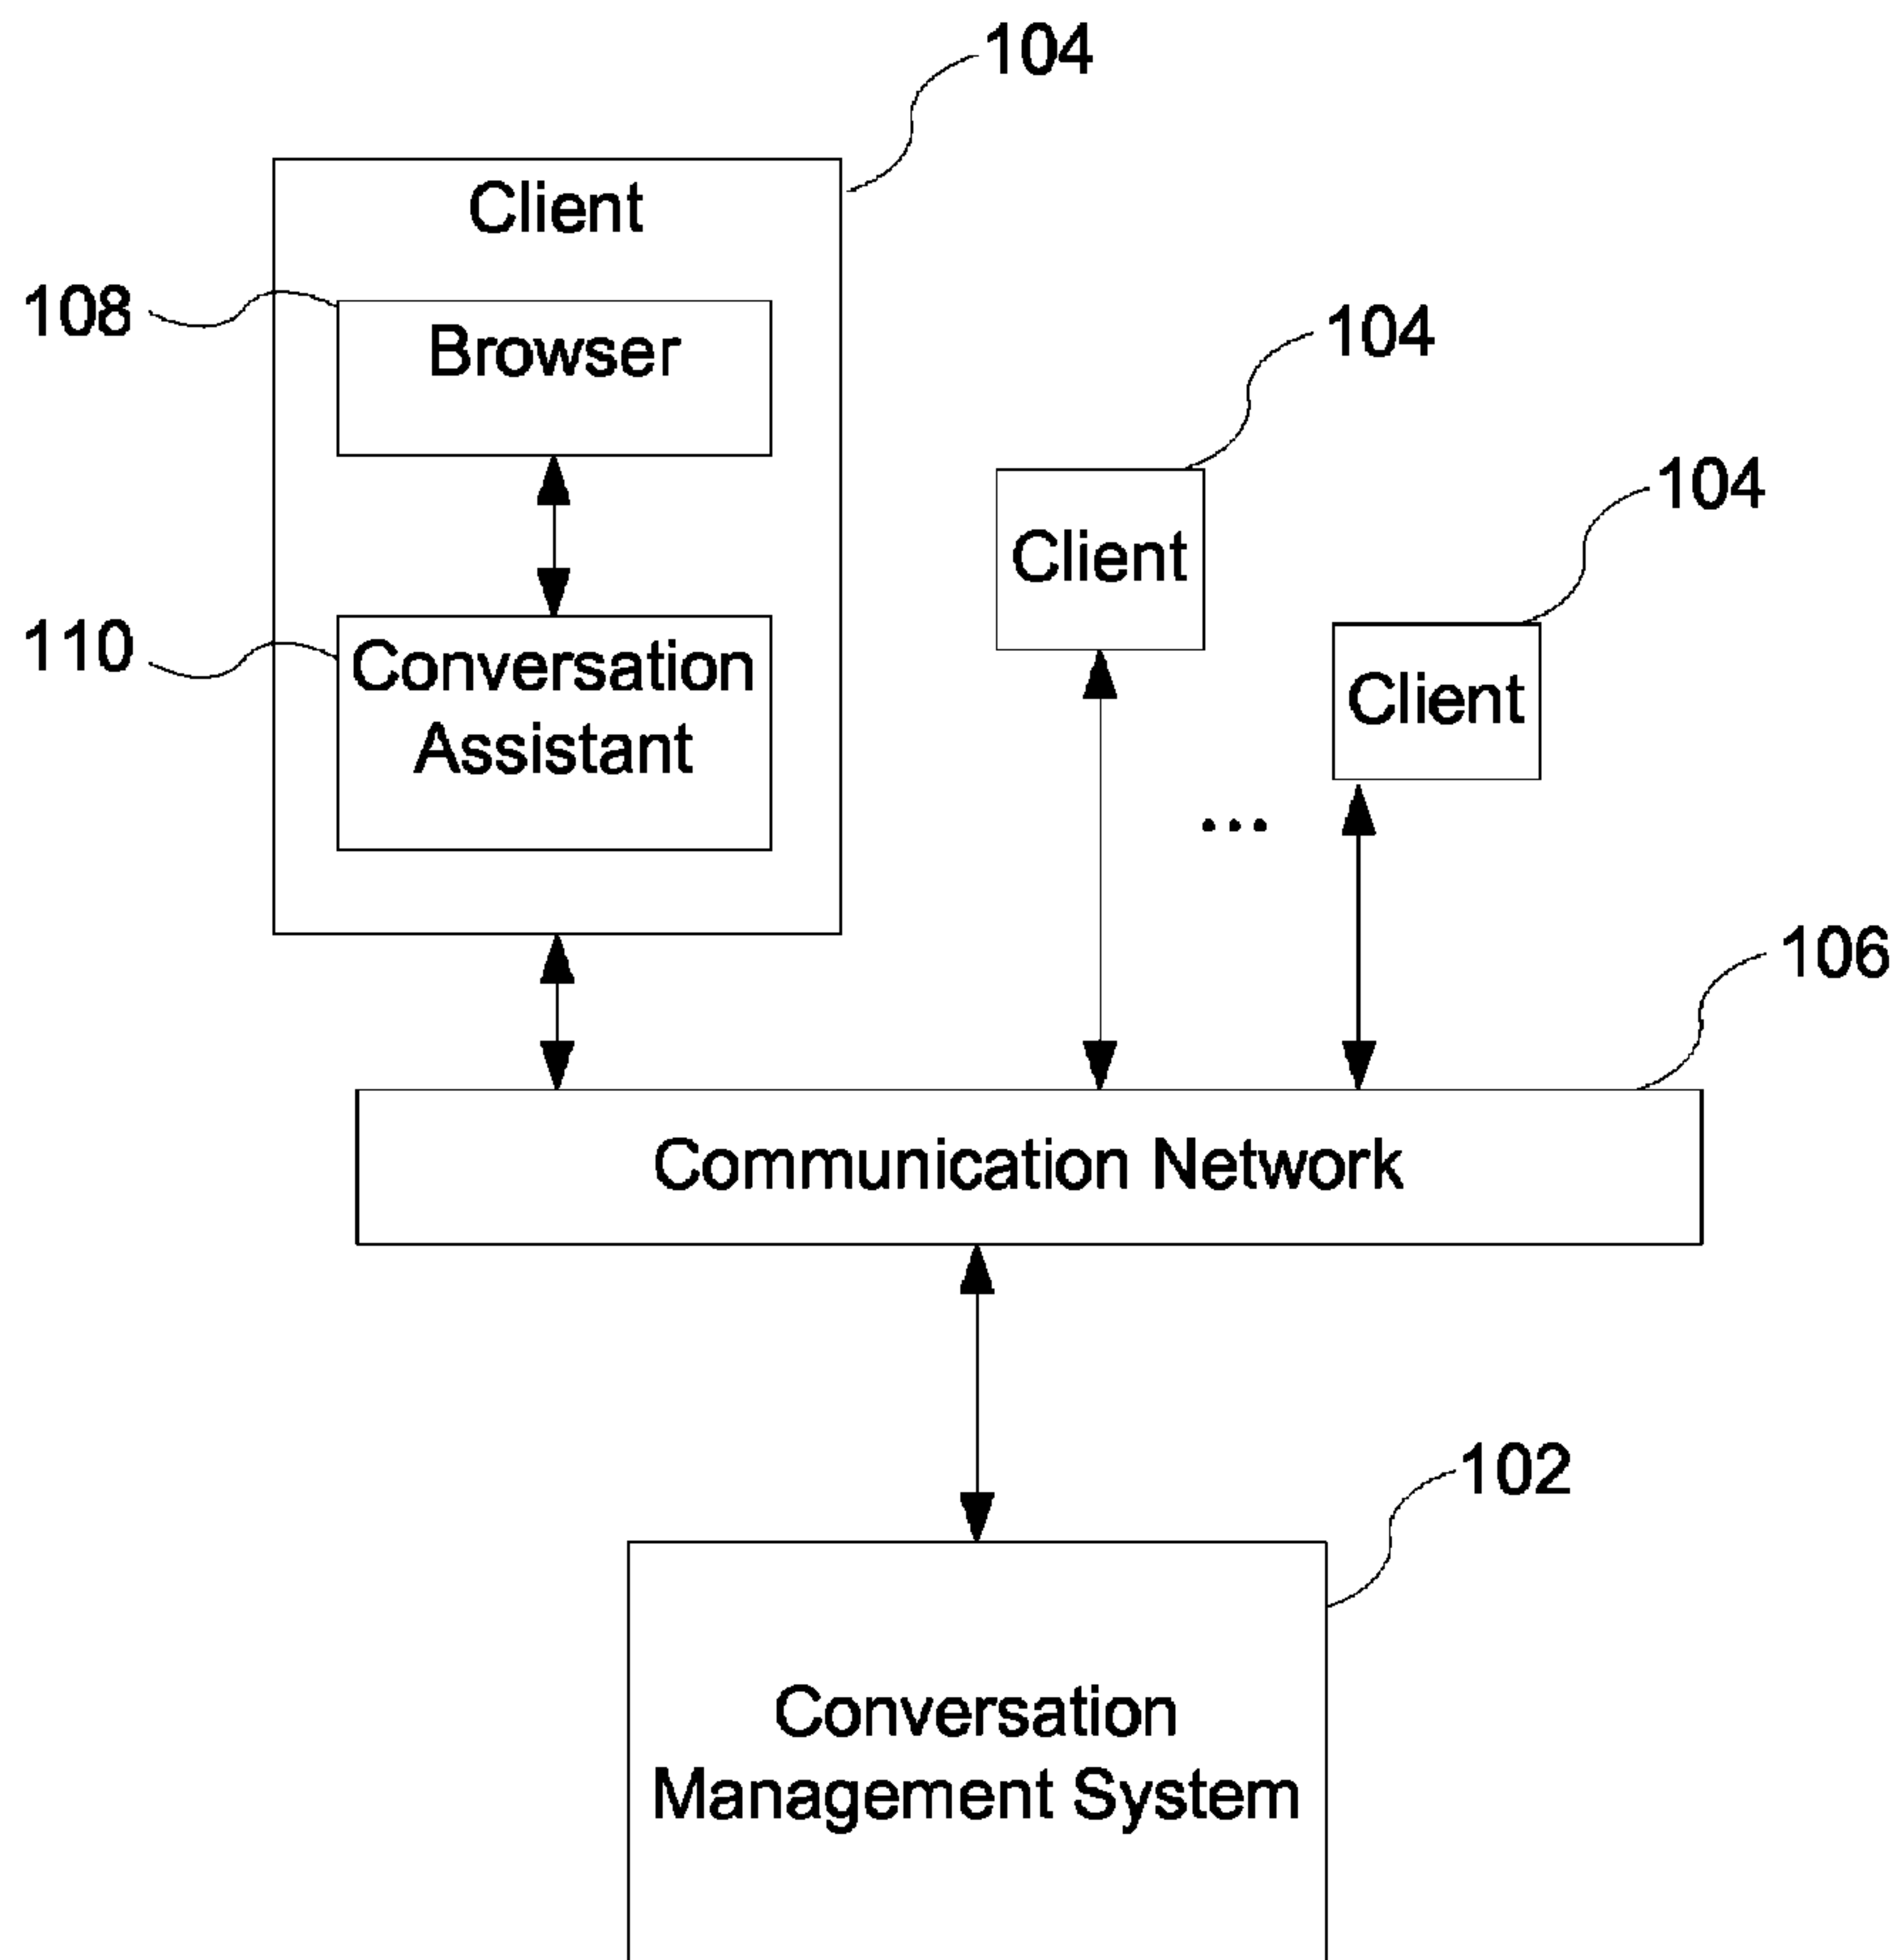 104
Client
108
Browser
104
104
Client
110
Conversation
Assistant
Client
...
106
Communication Network
102
Conversation
Management System